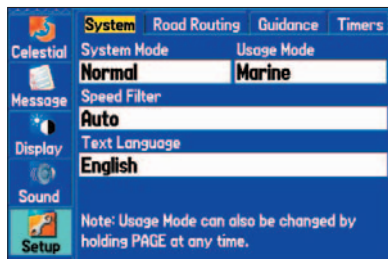 System Road Routing Guidance Timers
Celestial
Message
Display
Sound
Setup
System Mode Usage Mode
Normal Marine
Speed Filter
Auto
Text Language
English
Note: Usage Mode can also be changed by
holding PAGE at any time.